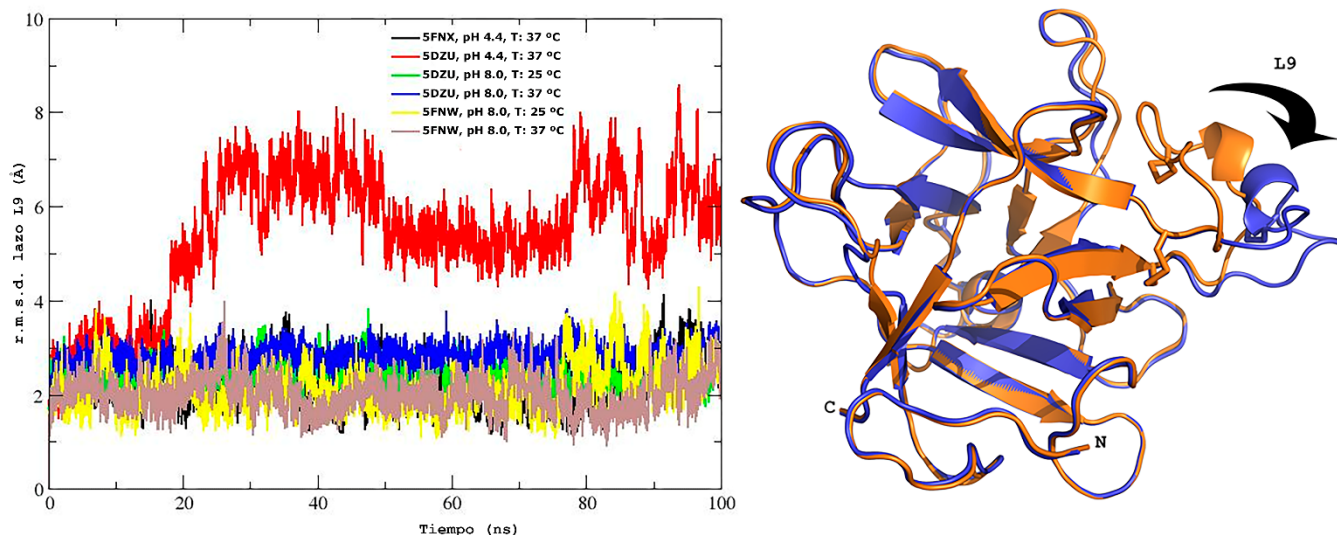 10
8
6
4
2
0
r.m.s.d. lazo L9 (Å)
5FNX, pH 4.4, T: 37 ºC
5DZU, pH 4.4, T: 37 ºC
5DZU, pH 8.0, T: 25 ºC
5DZU, pH 8.0, T: 37 ºC
5FNW, pH 8.0, T: 25 ºC
5FNW, pH 8.0, T: 37 ºC
0 20 40 60 80 100
Tiempo (ns)
L9
C
N